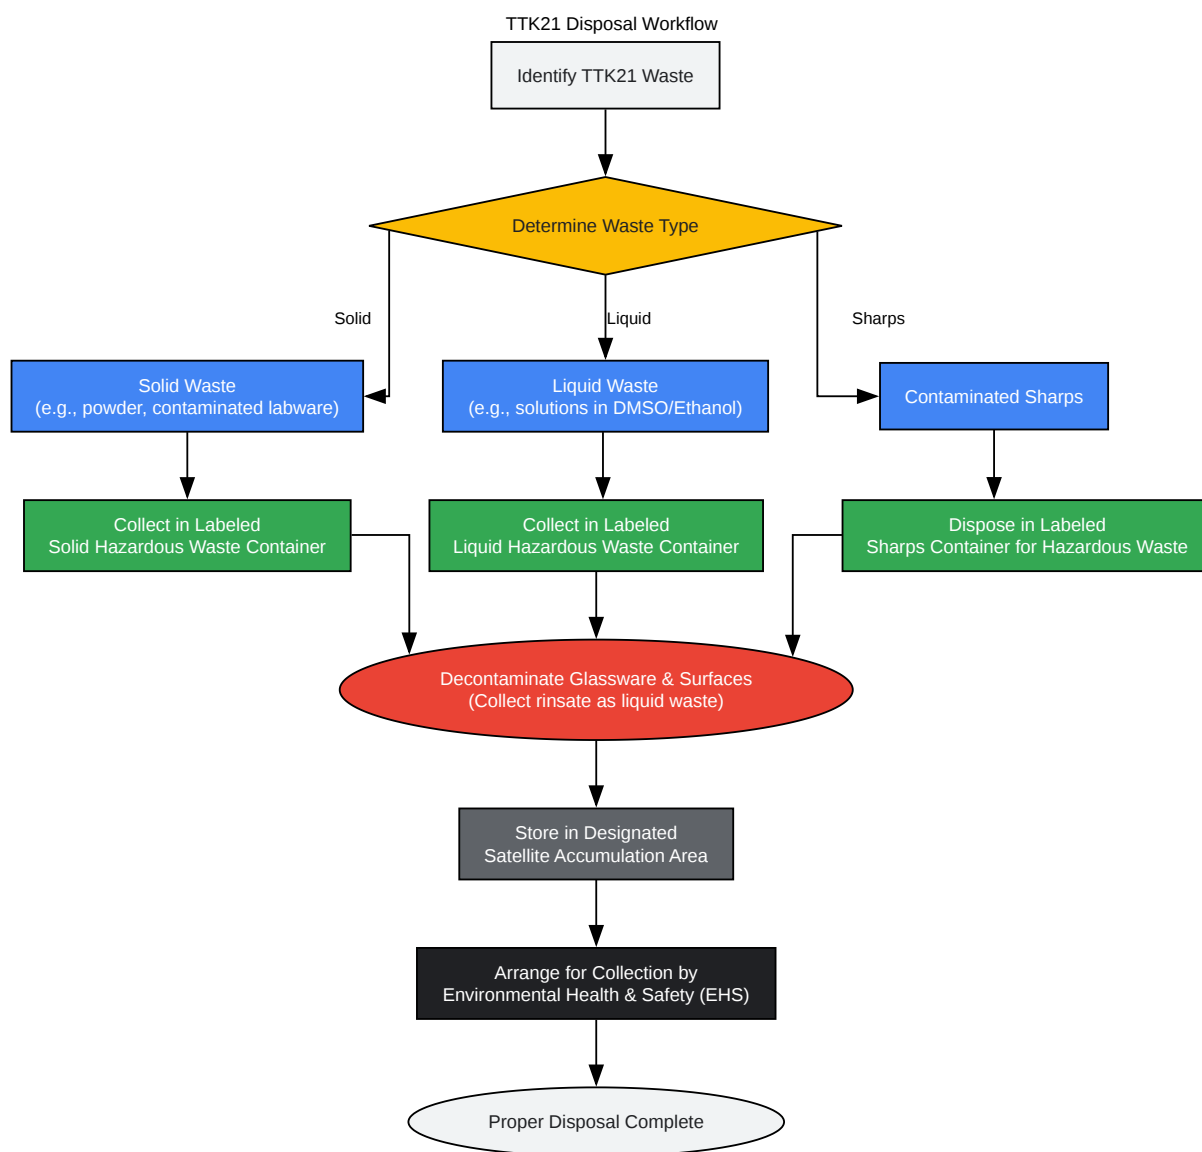 TTK21 Disposal Workflow
Identify TTK21 Waste
Determine Waste Type
Solid
Liquid
Sharps
Solid Waste
(e.g., powder, contaminated labware)
Liquid Waste
(e.g., solutions in DMSO/Ethanol)
Contaminated Sharps
Collect in Labeled
Solid Hazardous Waste Container
Collect in Labeled
Liquid Hazardous Waste Container
Dispose in Labeled
Sharps Container for Hazardous Waste
Decontaminate Glassware & Surfaces
(Collect rinsate as liquid waste)
Store in Designated
Satellite Accumulation Area
Arrange for Collection by
Environmental Health & Safety (EHS)
Proper Disposal Complete